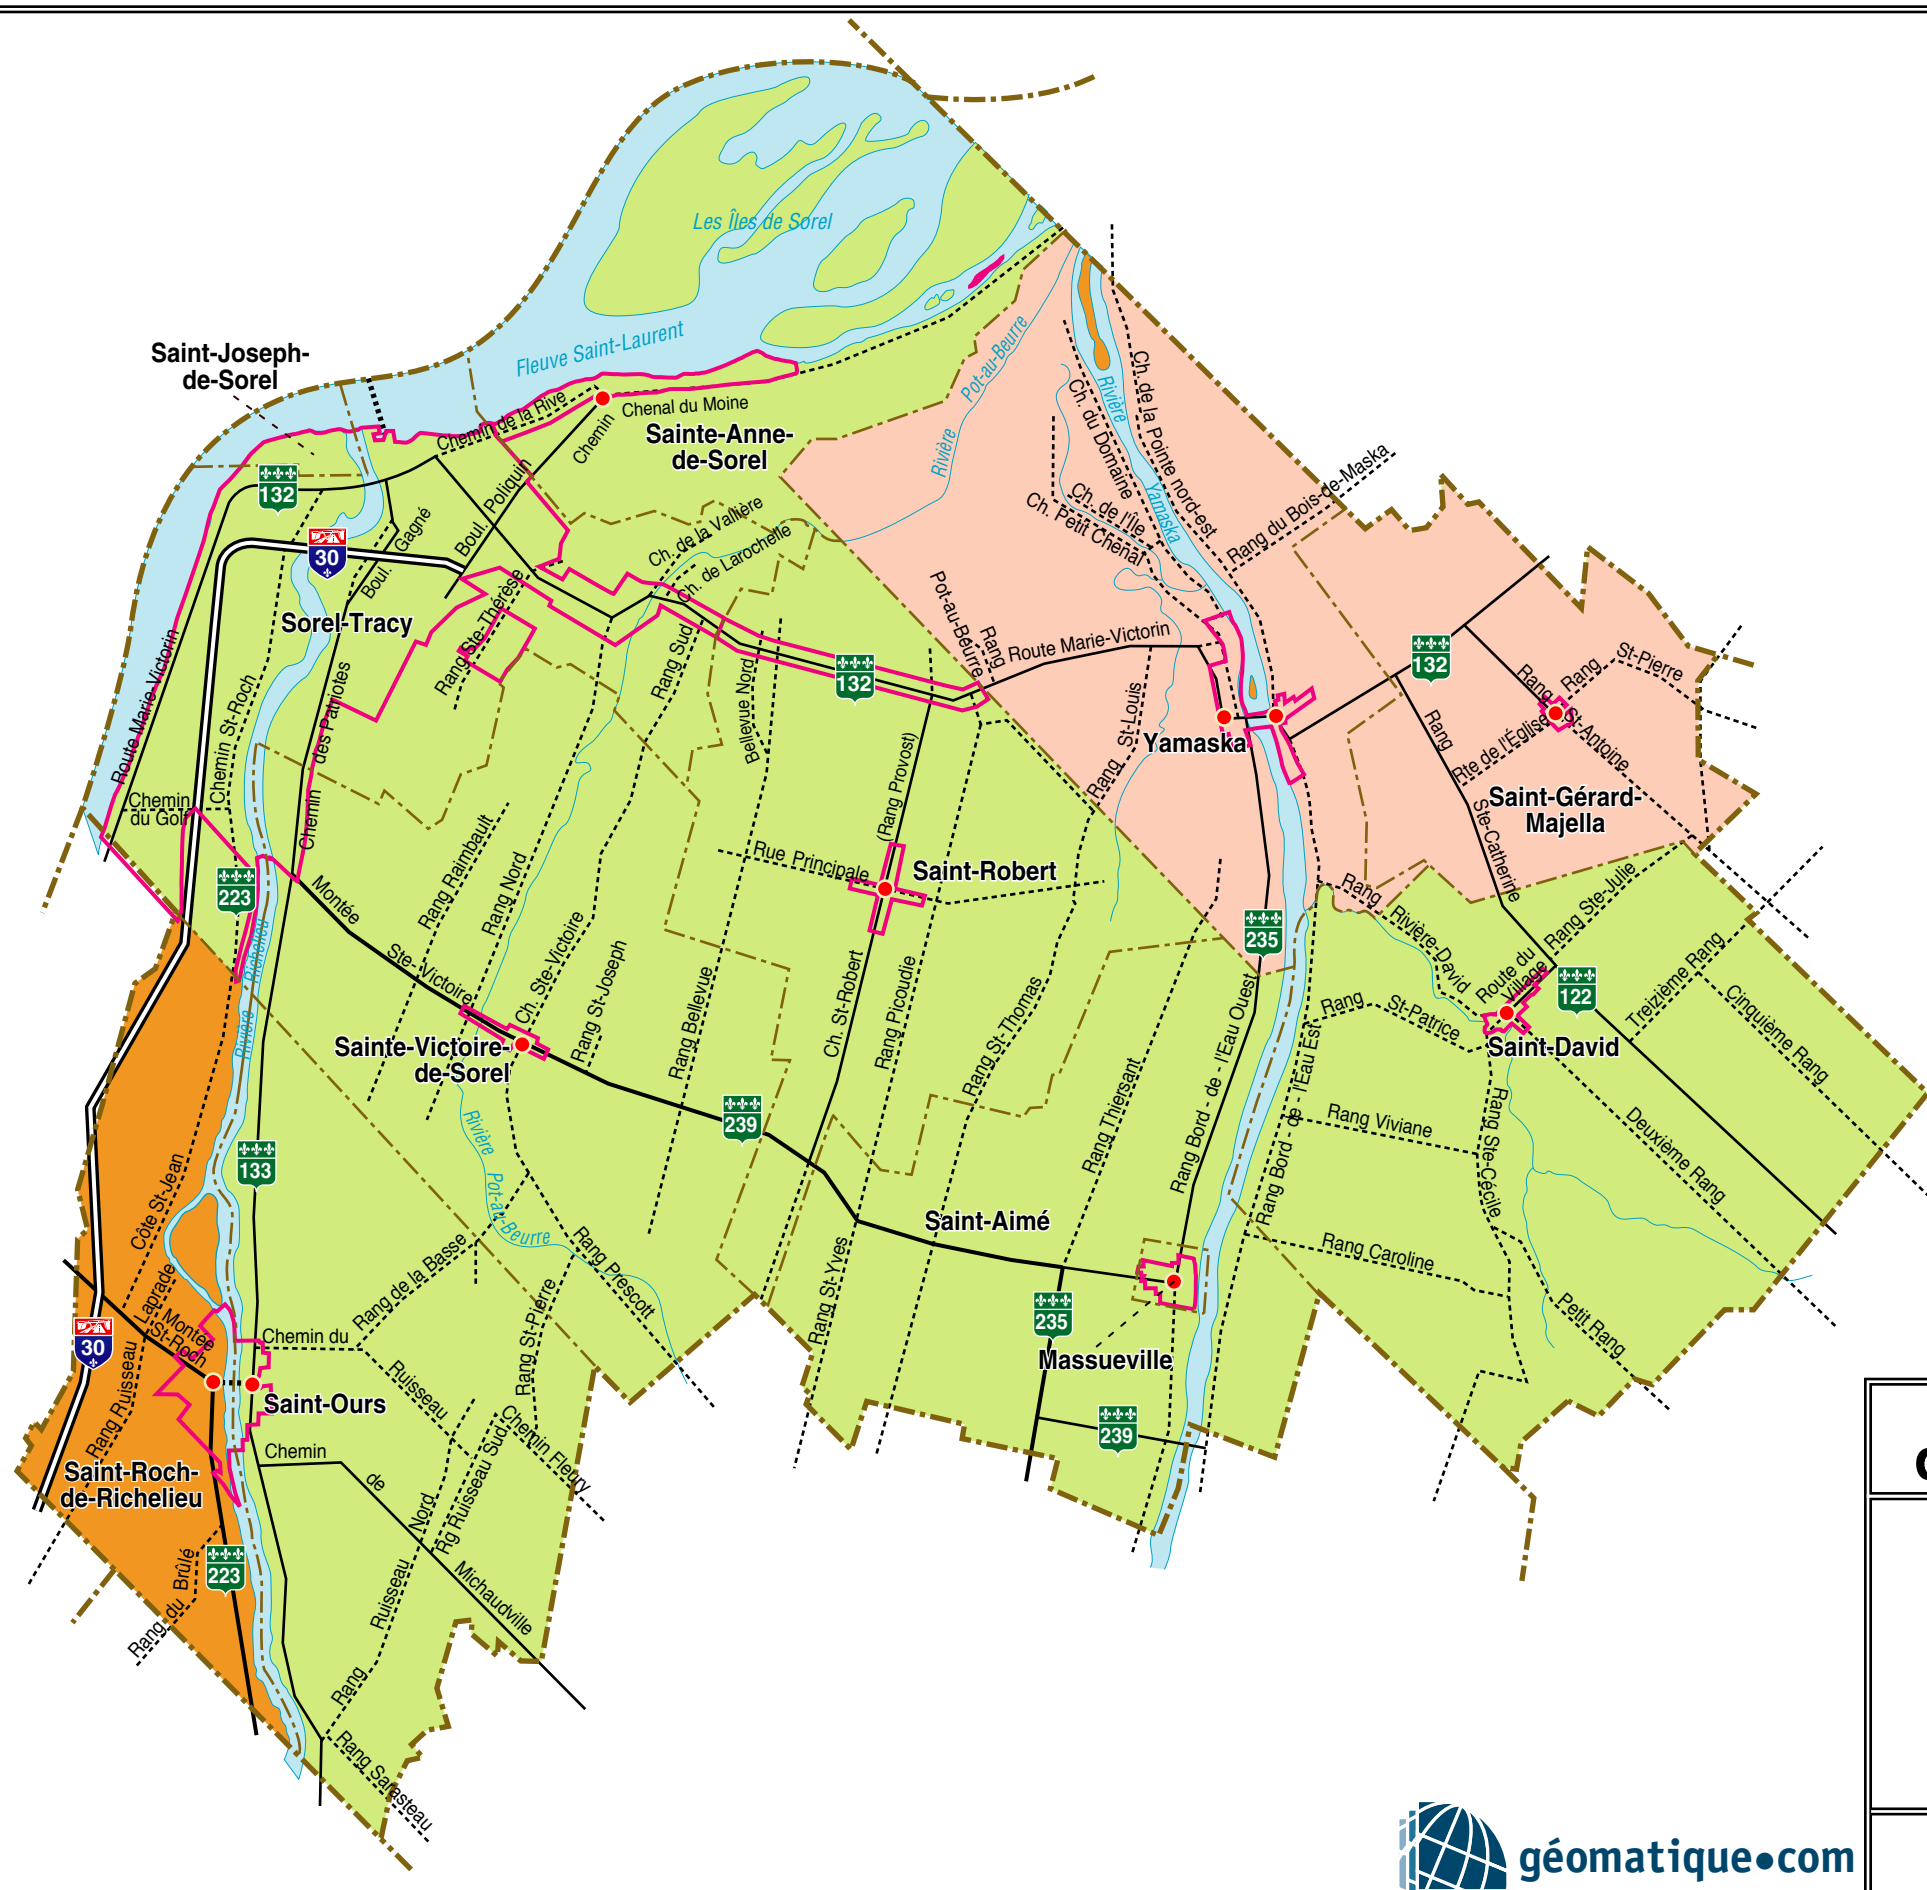 Les Îles de Sorel
Fleuve Saint-Laurent
Saint-Joseph-
de-Sorel
Chemin de la Rive
Chenal du Moine
Chemin
Sainte-Anne-
de-Sorel
Rivière
Pot-au-Beurre
Rivière
Yamaska
Ch. de la Pointe nord-est
Ch. du Domaine
Ch. de l'Île
Ch. Petit Chenal
Rang du Bois-de-Maska
132
30
Boul. Gagné
Boul. Poliquin
Ch. de la Vallière
Ch. de Larochelle
Sorel-Tracy
Rang Ste-Thérèse
Rang Sud
Bellevue Nord
132
Rang
Pot-au-Beurre
Route Marie-Victorin
Rang St-Louis
Yamaska
132
Rang
St-Pierre
Rang
St-Antoine
Rte de l'Église
Rang
Ste-Catherine
Saint-Gérard-
Majella
Route Marie-Victorin
Chemin St-Roch
Chemin des Patriotes
Chemin
du Golf
223
Rivière Richelieu
Montée
Ste-Victoire
Rang Raimbault
Rang Nord
Ch. Ste-Victoire
Rang St-Joseph
Rang Bellevue
Rue Principale
(Rang Provost)
Saint-Robert
Ch. St-Robert
Rang Picoudie
Rang St-Thomas
Rang Thiersant
235
Rang Bord - de - l'Eau Ouest
Rang Bord - de - l'Eau Est
Rang
Rivière-David
Rang
St-Patrice
Route du
Village
Rang Ste-Julie
122
Treizième Rang
Cinquième Rang
Saint-David
Deuxième Rang
Rang Viviane
Rang Ste-Cécile
Rang Caroline
Petit Rang
Sainte-Victoire-
de-Sorel
Rivière
Pot-au-Beurre
239
133
Côte St-Jean
Saint-Aimé
235
Massueville
239
Rang St-Yves
Rang Prescott
Rang St-Pierre
Rang de la Basse
Chemin du
Ruisseau
Laprade
Montée
St-Roch
30
Rang Ruisseau
Saint-Ours
Chemin
de
Michaudville
Chemin Fleury
Rg Ruisseau Sud
Rang Ruisseau Nord
Saint-Roch-
de-Richelieu
223
Rang du Brûlé
Rang Sarasteau
géomatique•com